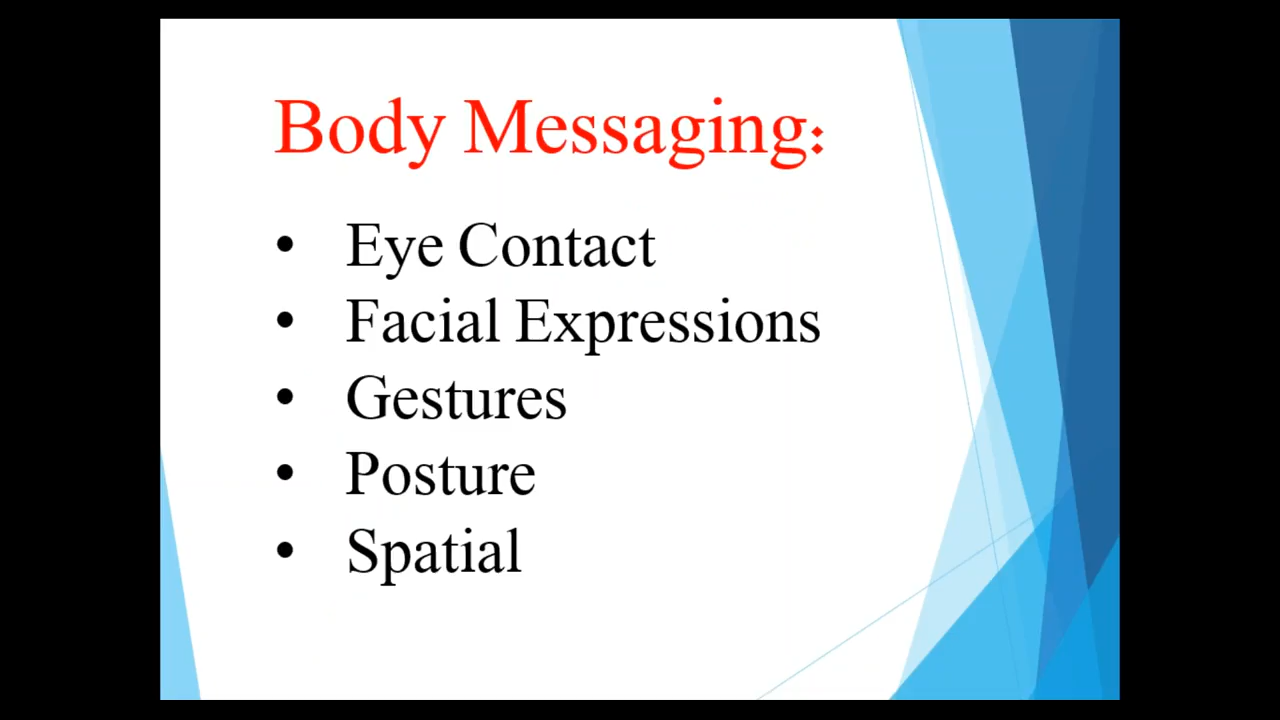 Body Messaging:
• Eye Contact
• Facial Expressions
• Gestures
• Posture
• Spatial